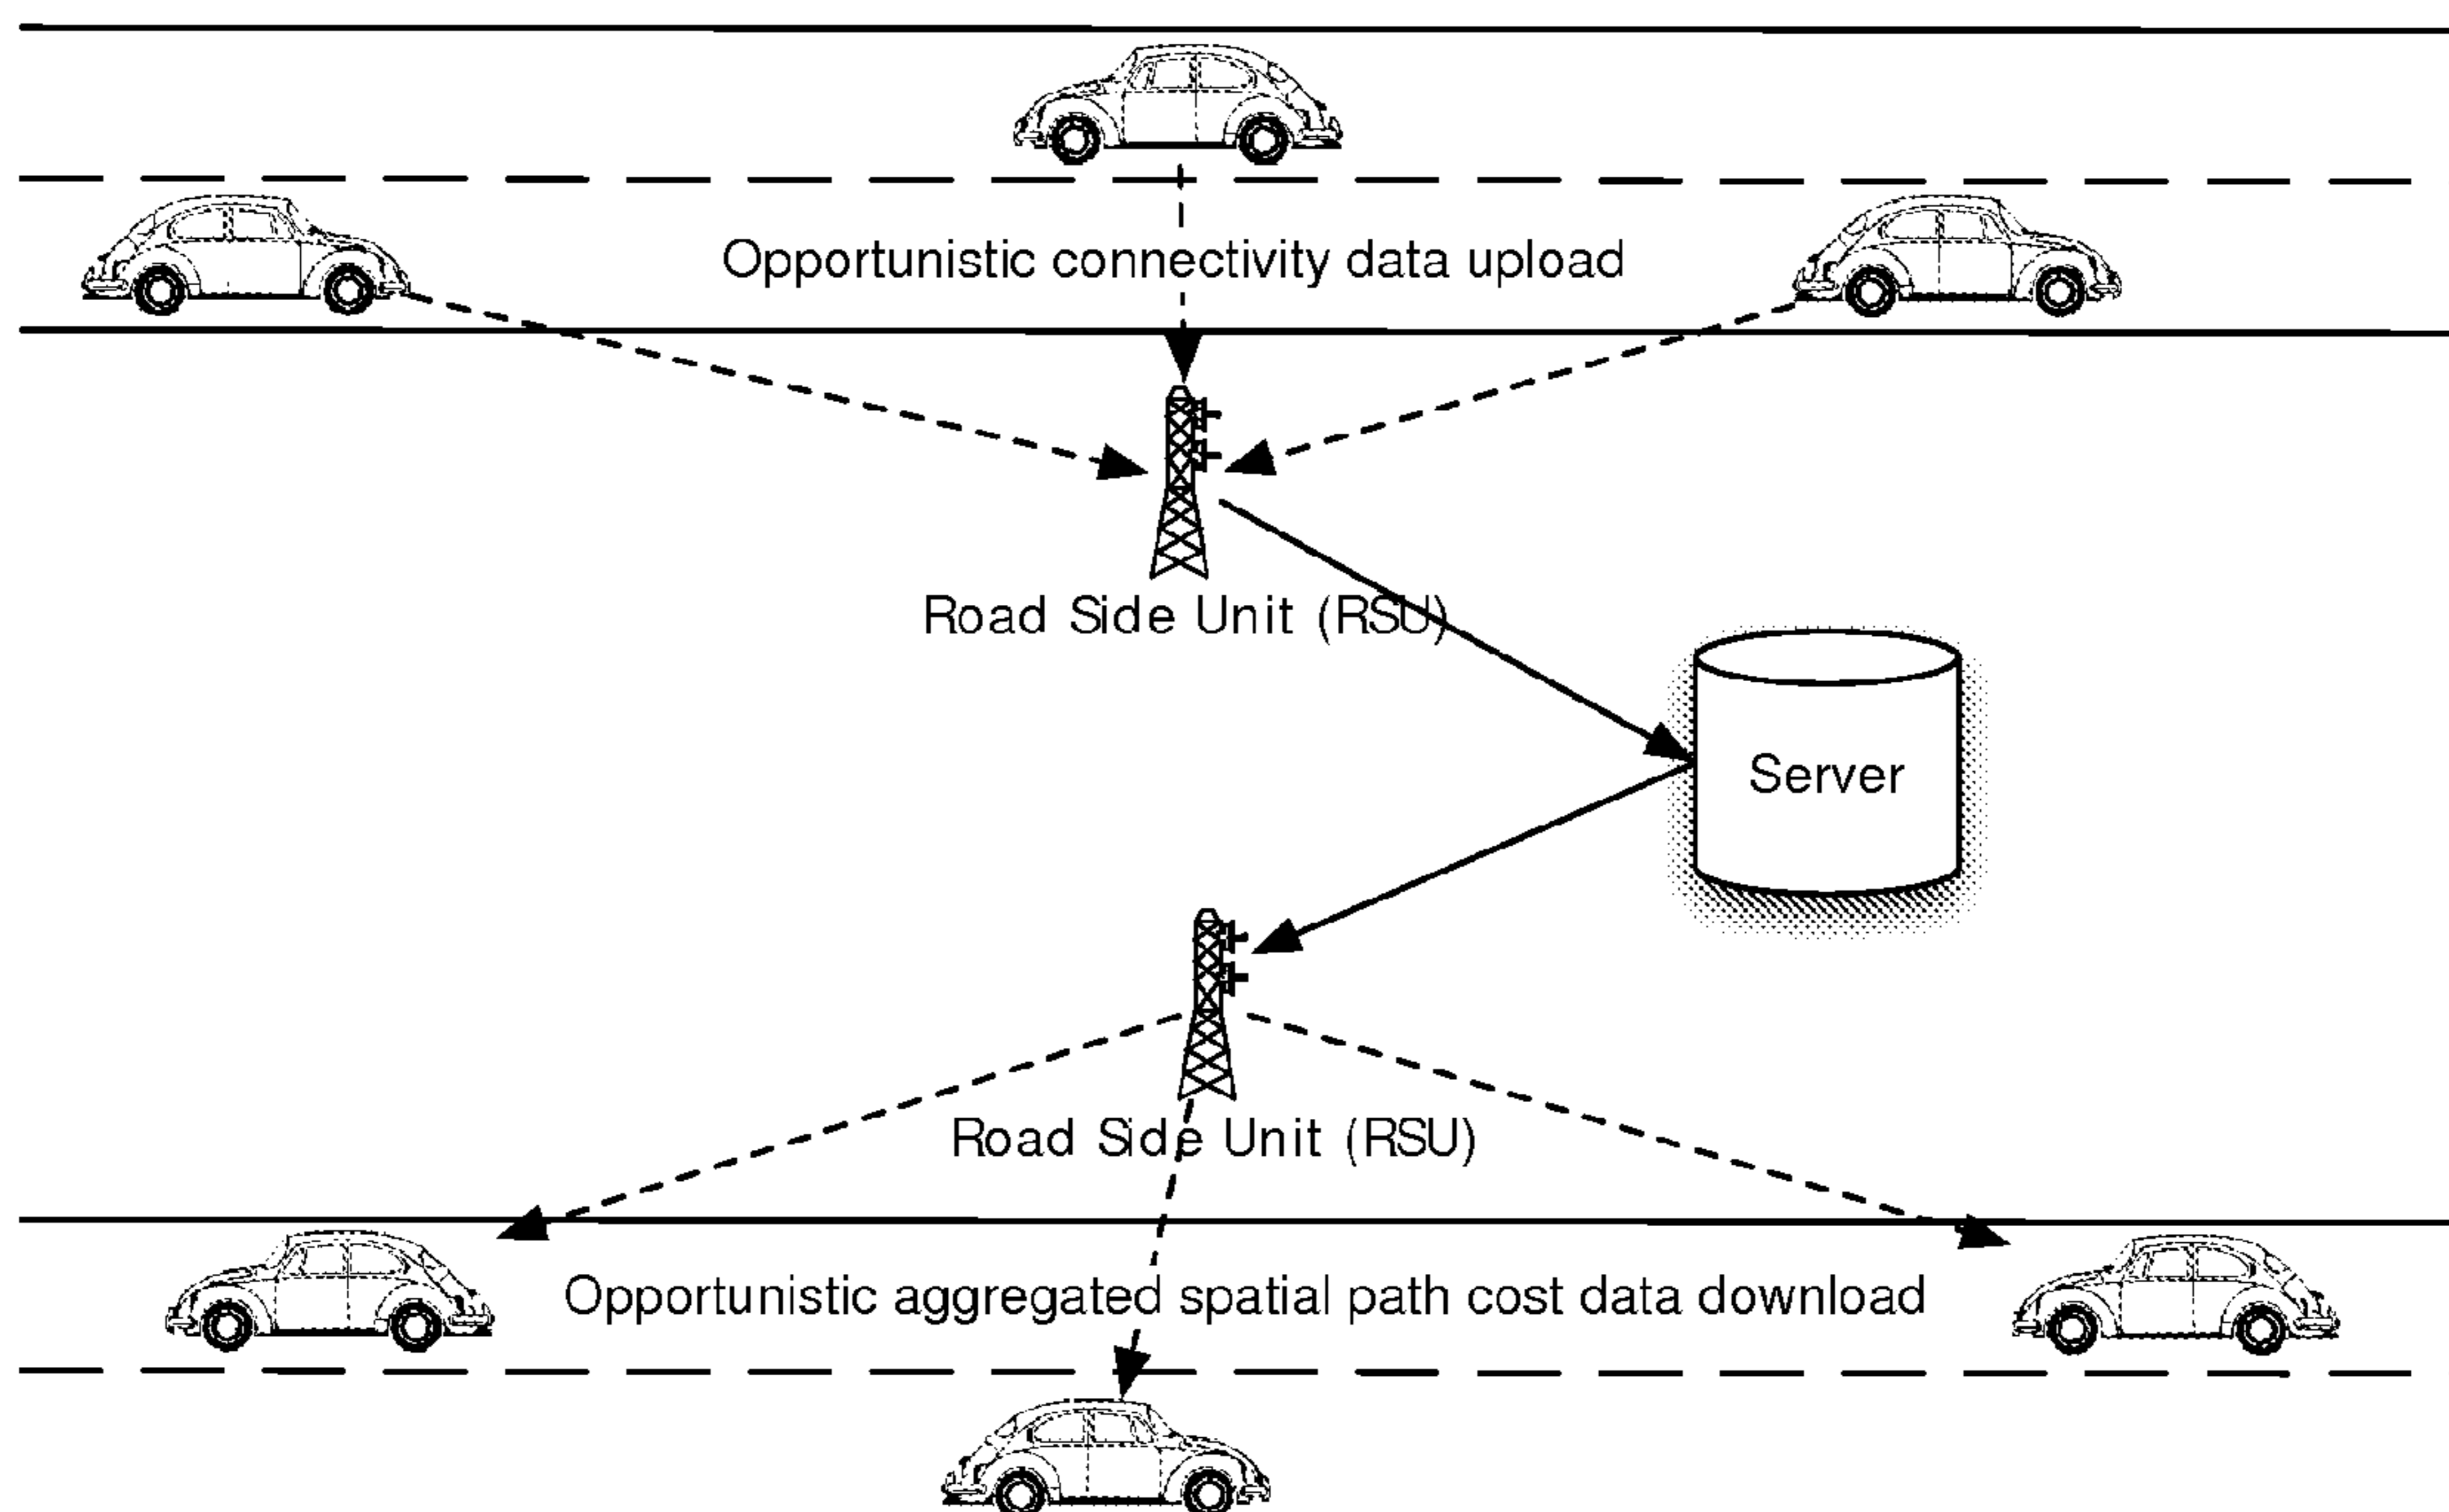 Opportunistic connectivity data upload
Road Side Unit (RSU)
Server
Road Side Unit (RSU)
Opportunistic aggregated spatial path cost data download